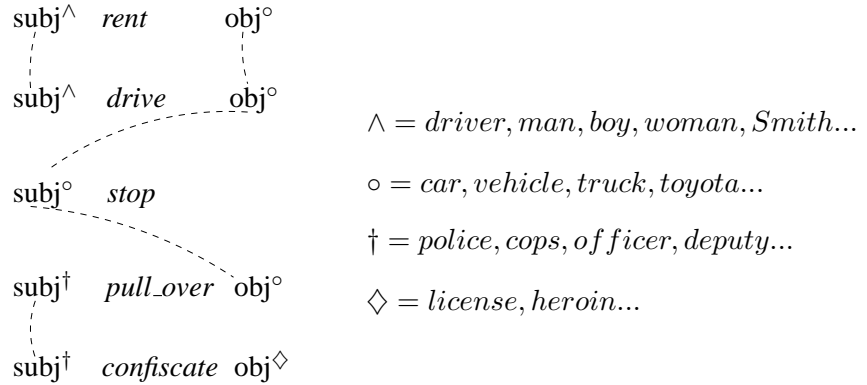 subj^∧ rent obj^○
subj^∧ drive obj^○
∧ = driver, man, boy, woman, Smith...
subj^○ stop
○ = car, vehicle, truck, toyota...
† = police, cops, officer, deputy...
subj^† pull_over obj^○
♢ = license, heroin...
subj^† confiscate obj^♢